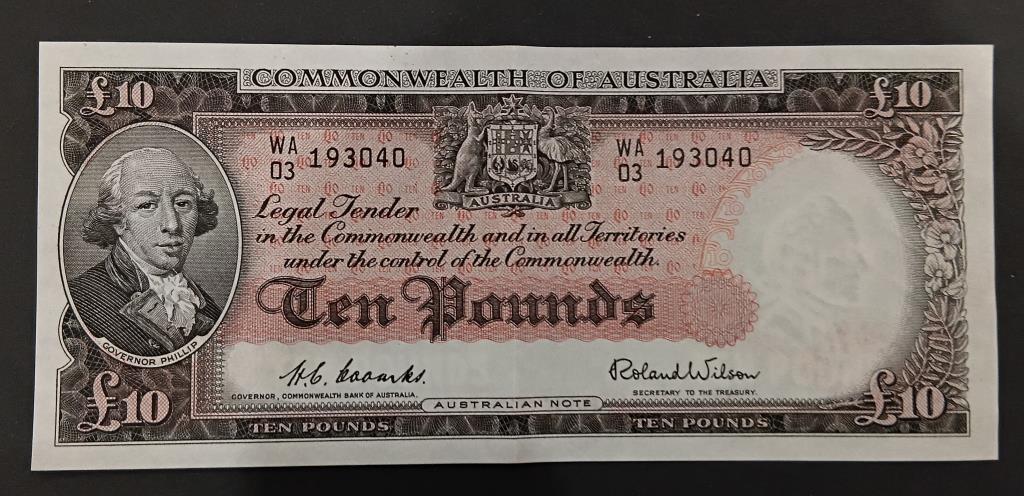 COMMONWEALTH OF AUSTRALIA
£10 £10
WA 03 193040
WA 03 193040
AUSTRALIA
Legal Tender
in the Commonwealth and in all Territories
under the control of the Commonwealth.
Ten Pounds
GOVERNOR PHILLIP
H.C. Coombs. Roland Wilson
GOVERNOR, COMMONWEALTH BANK OF AUSTRALIA. SECRETARY TO THE TREASURY.
£10 AUSTRALIAN NOTE £10
TEN POUNDS TEN POUNDS